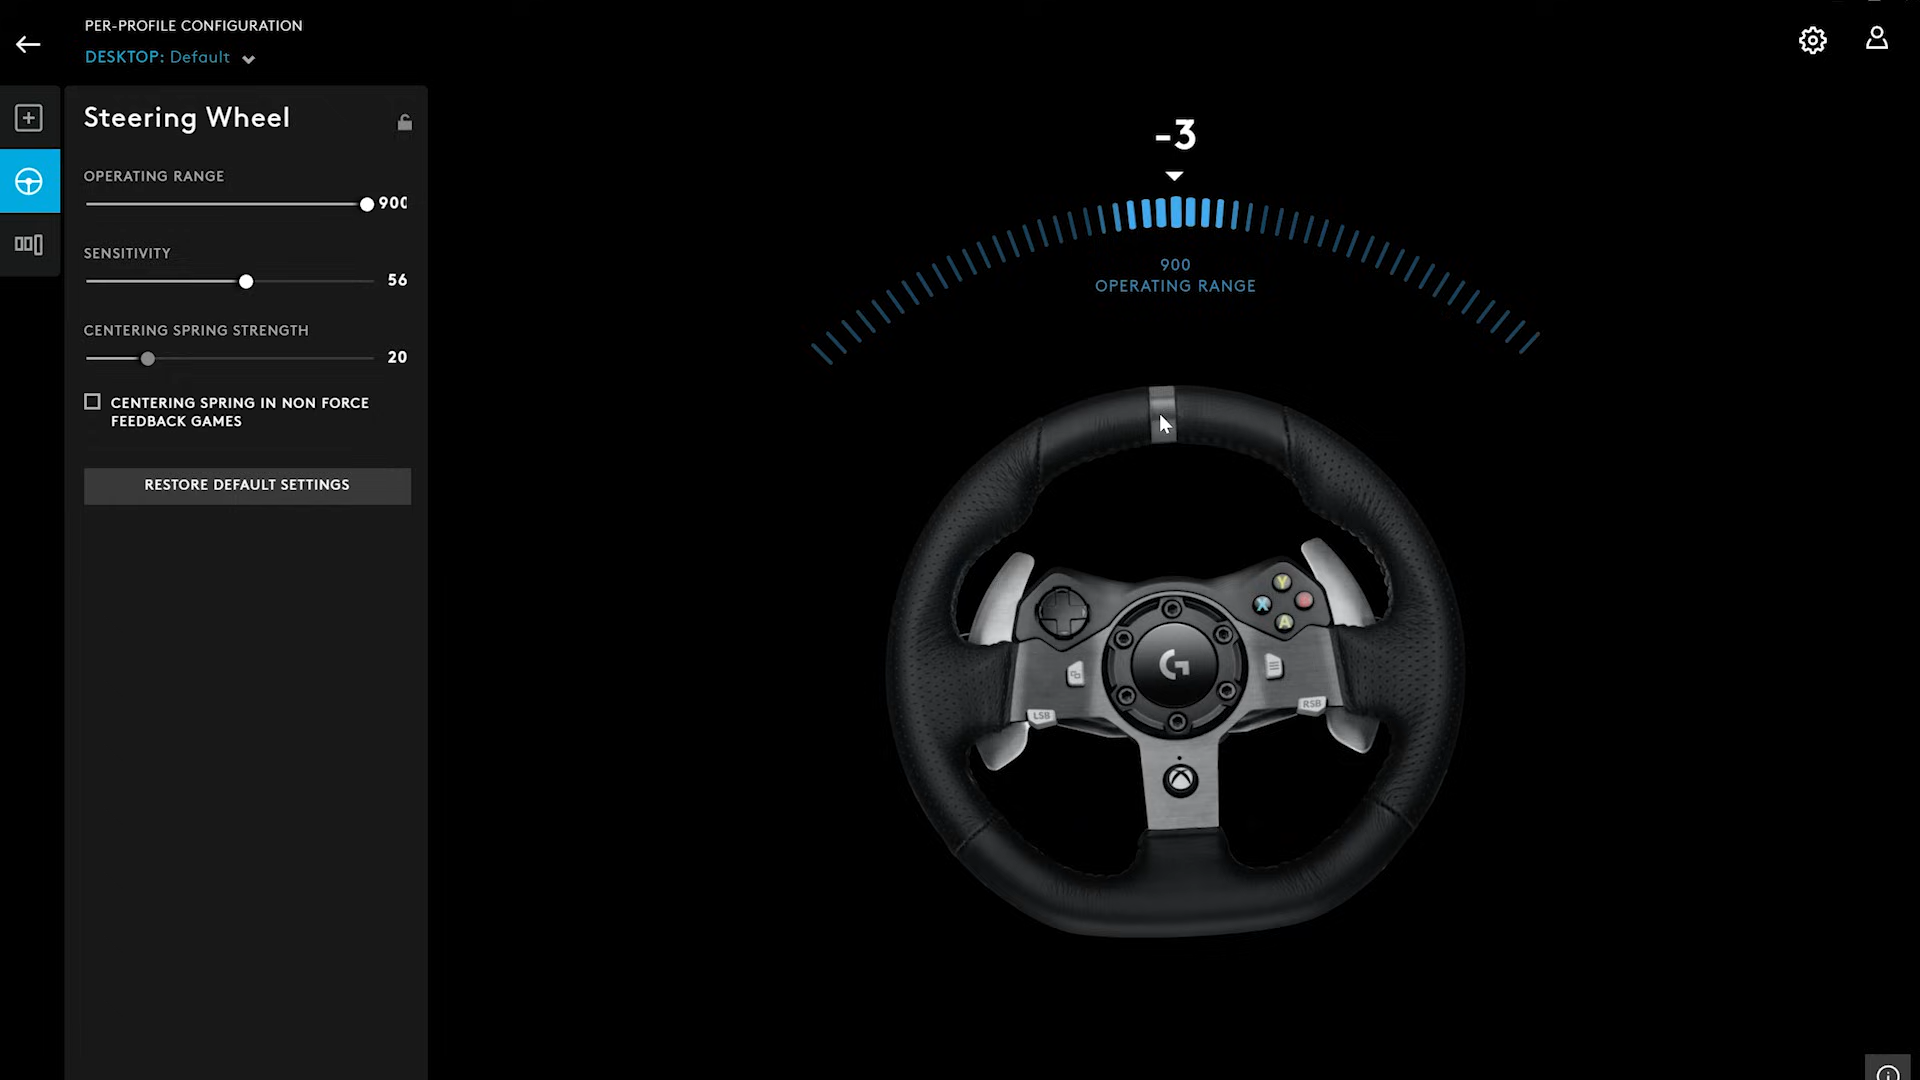 PER-PROFILE CONFIGURATION
DESKTOP: Default
Steering Wheel
OPERATING RANGE
900
SENSITIVITY
56
CENTERING SPRING STRENGTH
20
CENTERING SPRING IN NON FORCE
FEEDBACK GAMES
RESTORE DEFAULT SETTINGS
-3
900
OPERATING RANGE
Y
X
B
A
LSB
RSB